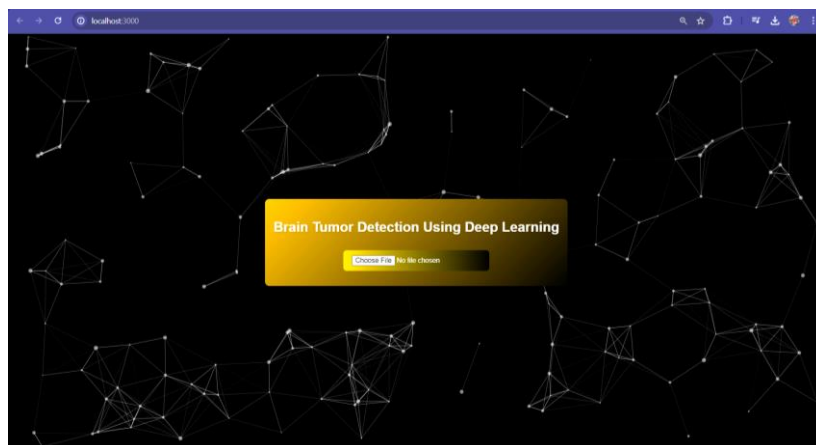 localhost:3000
Brain Tumor Detection Using Deep Learning
Choose File No file chosen